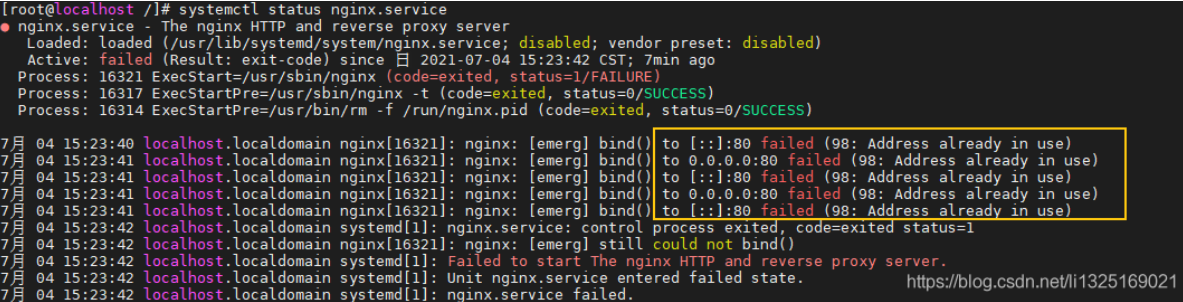 [root@localhost /]# systemctl status nginx.service
● nginx.service - The nginx HTTP and reverse proxy server
Loaded: loaded (/usr/lib/systemd/system/nginx.service; disabled; vendor preset: disabled)
Active: failed (Result: exit-code) since 日 2021-07-04 15:23:42 CST; 7min ago
Process: 16321 ExecStart=/usr/sbin/nginx (code=exited, status=1/FAILURE)
Process: 16317 ExecStartPre=/usr/sbin/nginx -t (code=exited, status=0/SUCCESS)
Process: 16314 ExecStartPre=/usr/bin/rm -f /run/nginx.pid (code=exited, status=0/SUCCESS)
7月 04 15:23:40 localhost.localdomain nginx[16321]: nginx: [emerg] bind() to [::]:80 failed (98: Address already in use)
7月 04 15:23:41 localhost.localdomain nginx[16321]: nginx: [emerg] bind() to 0.0.0.0:80 failed (98: Address already in use)
7月 04 15:23:41 localhost.localdomain nginx[16321]: nginx: [emerg] bind() to [::]:80 failed (98: Address already in use)
7月 04 15:23:41 localhost.localdomain nginx[16321]: nginx: [emerg] bind() to 0.0.0.0:80 failed (98: Address already in use)
7月 04 15:23:41 localhost.localdomain nginx[16321]: nginx: [emerg] bind() to [::]:80 failed (98: Address already in use)
7月 04 15:23:42 localhost.localdomain systemd[1]: nginx.service: control process exited, code=exited status=1
7月 04 15:23:42 localhost.localdomain nginx[16321]: nginx: [emerg] still could not bind()
7月 04 15:23:42 localhost.localdomain systemd[1]: Failed to start The nginx HTTP and reverse proxy server.
7月 04 15:23:42 localhost.localdomain systemd[1]: Unit nginx.service entered failed state.
7月 04 15:23:42 localhost.localdomain systemd[1]: nginx.service failed.
https://blog.csdn.net/li1325169021